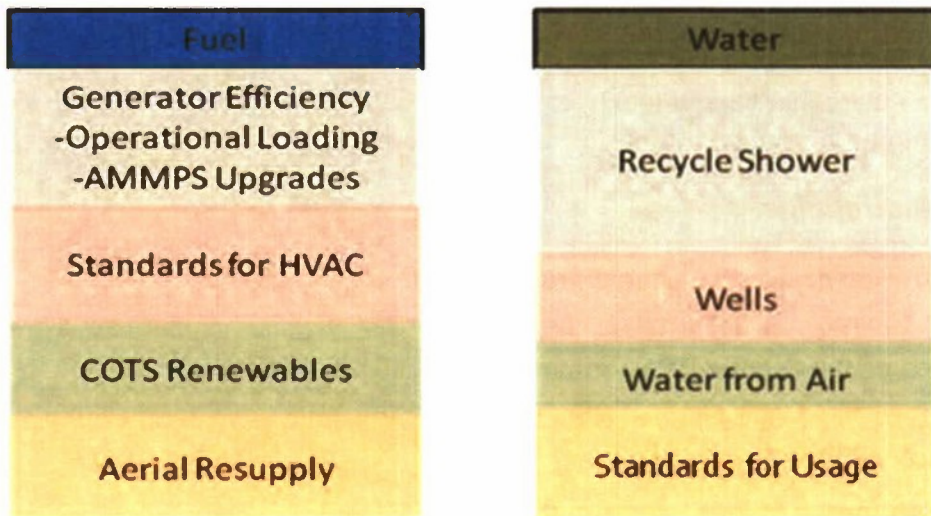 Fuel
Generator Efficiency
-Operational Loading
-AMMPS Upgrades
Standards for HVAC
COTS Renewables
Aerial Resupply
Water
Recycle Shower
Wells
Water from Air
Standards for Usage